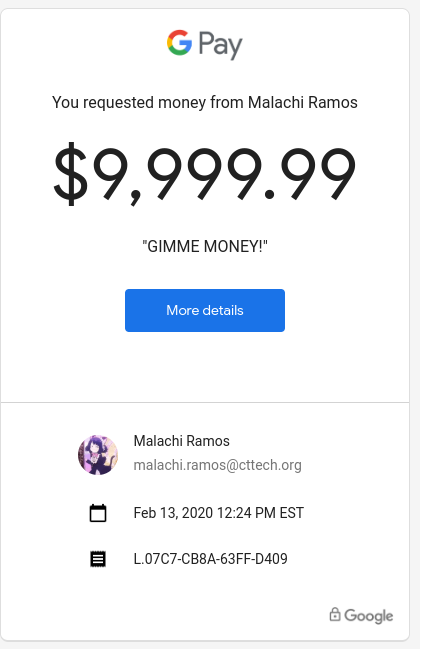 G Pay
You requested money from Malachi Ramos
$9,999.99
"GIMME MONEY!"
More details
Malachi Ramos
malachi.ramos@cttech.org
Feb 13, 2020 12:24 PM EST
L.07C7-CB8A-63FF-D409
Google